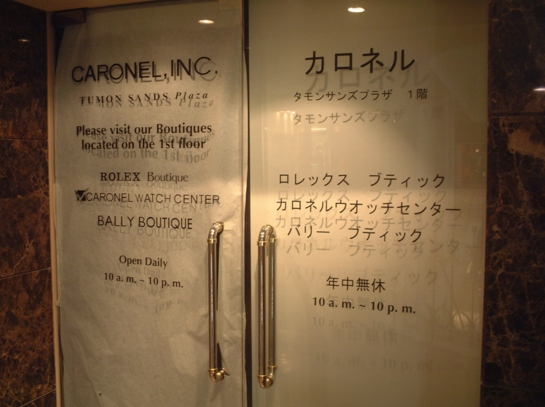 CARONEL, INC.
TUMON SANDS Plaza
Please visit our Boutiques
located on the 1st floor
ROLEX Boutique
CARONEL WATCH CENTER
BALLY BOUTIQUE
Open Daily
10 a.m. ~ 10 p.m.
カロネル
タモンサンズプラザ 1階
ロレックス ブティック
カロネルウオッチセンター
バリー ブティック
年中無休
10 a.m. ~ 10 p.m.